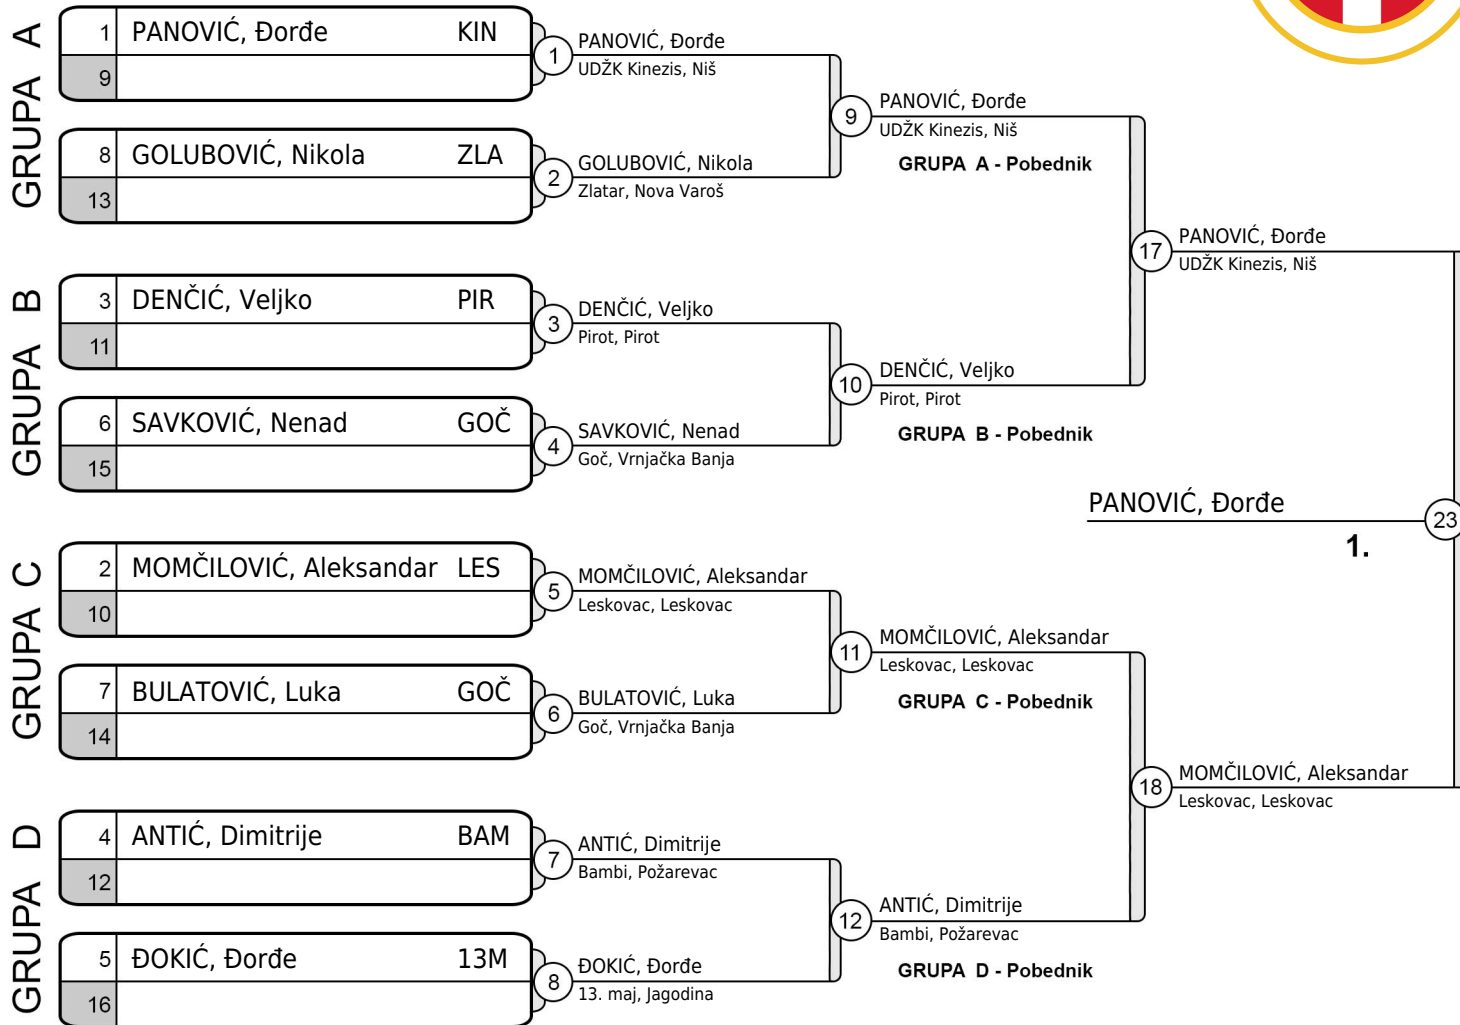 GRUPA A
1 PANOVIĆ, Đorđe KIN
9
8 GOLUBOVIĆ, Nikola ZLA
13
1
PANOVIĆ, Đorđe
UDŽK Kinezis, Niš
2
GOLUBOVIĆ, Nikola
Zlatar, Nova Varoš
9
PANOVIĆ, Đorđe
UDŽK Kinezis, Niš
GRUPA A - Pobednik
GRUPA B
3 DENČIĆ, Veljko PIR
11
6 SAVKOVIĆ, Nenad GOČ
15
3
DENČIĆ, Veljko
Pirot, Pirot
4
SAVKOVIĆ, Nenad
Goč, Vrnjačka Banja
10
DENČIĆ, Veljko
Pirot, Pirot
GRUPA B - Pobednik
17
PANOVIĆ, Đorđe
UDŽK Kinezis, Niš
PANOVIĆ, Đorđe
23
1.
GRUPA C
2 MOMČILOVIĆ, Aleksandar LES
10
7 BULATOVIĆ, Luka GOČ
14
5
MOMČILOVIĆ, Aleksandar
Leskovac, Leskovac
6
BULATOVIĆ, Luka
Goč, Vrnjačka Banja
11
MOMČILOVIĆ, Aleksandar
Leskovac, Leskovac
GRUPA C - Pobednik
GRUPA D
4 ANTIĆ, Dimitrije BAM
12
5 ĐOKIĆ, Đorđe 13M
16
7
ANTIĆ, Dimitrije
Bambi, Požarevac
8
ĐOKIĆ, Đorđe
13. maj, Jagodina
12
ANTIĆ, Dimitrije
Bambi, Požarevac
GRUPA D - Pobednik
18
MOMČILOVIĆ, Aleksandar
Leskovac, Leskovac